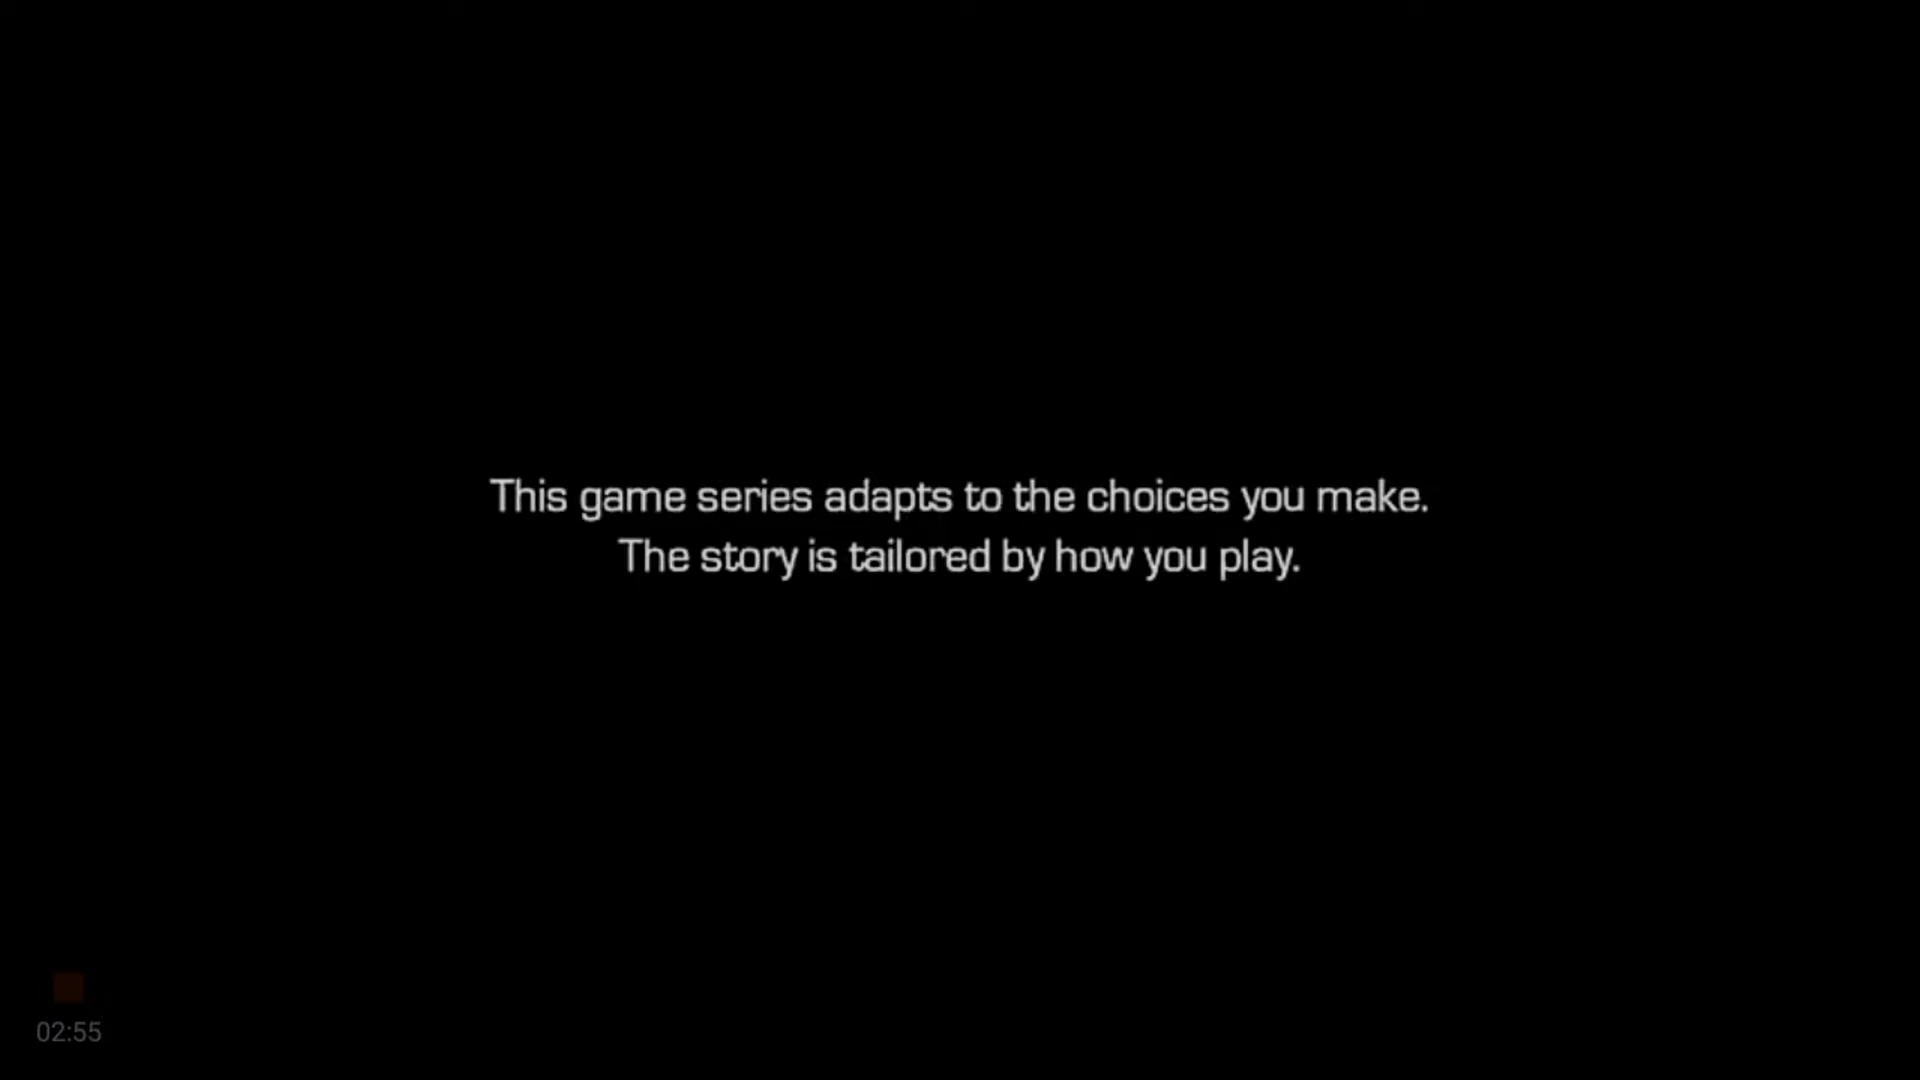 This game series adapts to the choices you make.
The story is tailored by how you play.
02:55